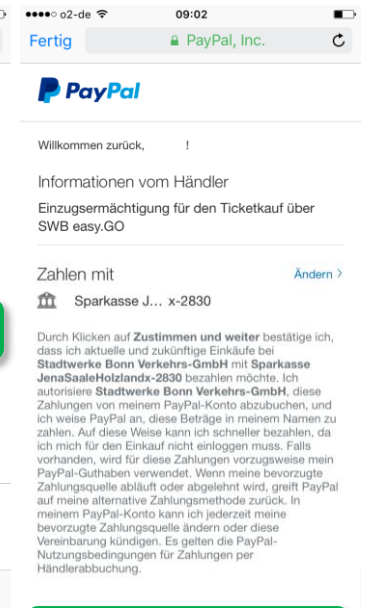 o2-de 09:02
Fertig PayPal, Inc.
PayPal
Willkommen zurück, !
Informationen vom Händler
Einzugsermächtigung für den Ticketkauf über
SWB easy.GO
Zahlen mit Ändern >
Sparkasse J... x-2830
Durch Klicken auf Zustimmen und weiter bestätige ich,
dass ich aktuelle und zukünftige Einkäufe bei
Stadtwerke Bonn Verkehrs-GmbH mit Sparkasse
JenaSaaleHolzlandx-2830 bezahlen möchte. Ich
autorisiere Stadtwerke Bonn Verkehrs-GmbH, diese
Zahlungen von meinem PayPal-Konto abzubuchen, und
ich weise PayPal an, diese Beträge in meinem Namen zu
zahlen. Auf diese Weise kann ich schneller bezahlen, da
ich mich für den Einkauf nicht einloggen muss. Falls
vorhanden, wird für diese Zahlungen vorzugsweise mein
PayPal-Guthaben verwendet. Wenn meine bevorzugte
Zahlungsquelle abläuft oder abgelehnt wird, greift PayPal
auf meine alternative Zahlungsmethode zurück. In
meinem PayPal-Konto kann ich jederzeit meine
bevorzugte Zahlungsquelle ändern oder diese
Vereinbarung kündigen. Es gelten die PayPal-
Nutzungsbedingungen für Zahlungen per
Händlerabbuchung.